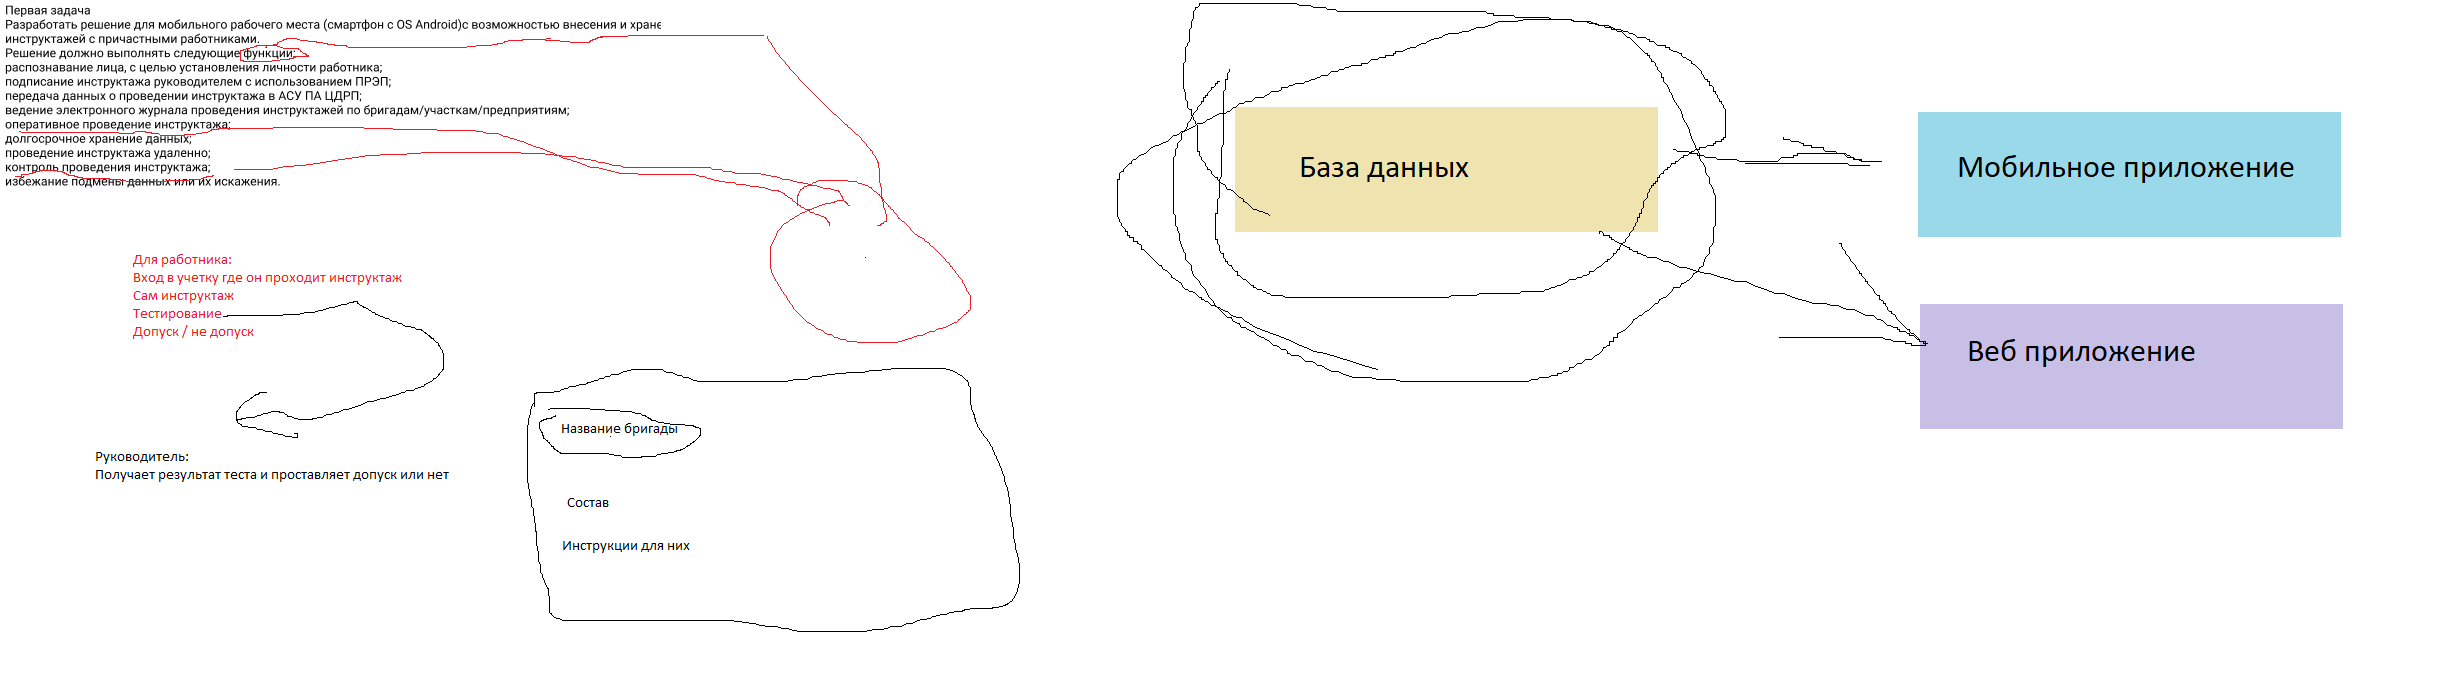 Первая задача
Разработать решение для мобильного рабочего места (смартфон с OS Android)с возможностью внесения и хране
инструктажей с причастными работниками.
Решение должно выполнять следующие функции:
распознавание лица, с целью установления личности работника;
подписание инструктажа руководителем с использованием ПРЭП;
передача данных о проведении инструктажа в АСУ ПА ЦДРП;
ведение электронного журнала проведения инструктажей по бригадам/участкам/предприятиям;
оперативное проведение инструктажа;
долгосрочное хранение данных;
проведение инструктажа удаленно;
контроль проведения инструктажа;
избежание подмены данных или их искажения.
Для работника:
Вход в учетку где он проходит инструктаж
Сам инструктаж
Тестирование
Допуск / не допуск
Руководитель:
Получает результат теста и проставляет допуск или нет
Название бригады
Состав
Инструкции для них
База данных
Мобильное приложение
Веб приложение